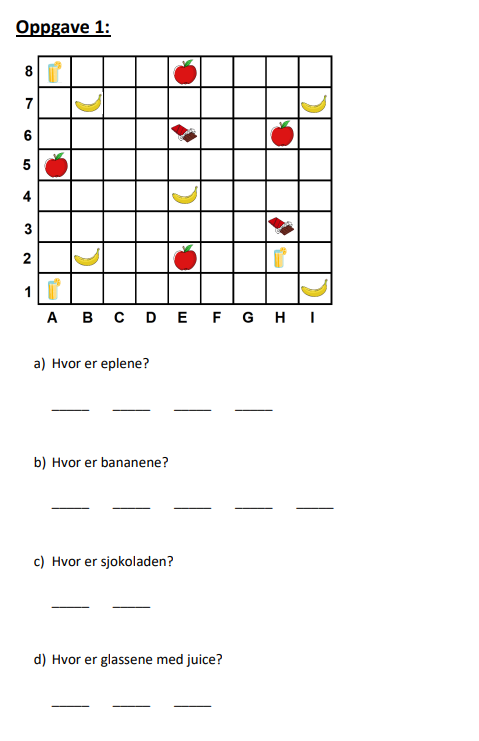 Oppgave 1:
8
7
6
5
4
3
2
1
A B C D E F G H I
a) Hvor er eplene?
_____ _____ _____ _____
b) Hvor er bananene?
_____ _____ _____ _____ _____
c) Hvor er sjokoladen?
_____ _____
d) Hvor er glassene med juice?
_____ _____ _____